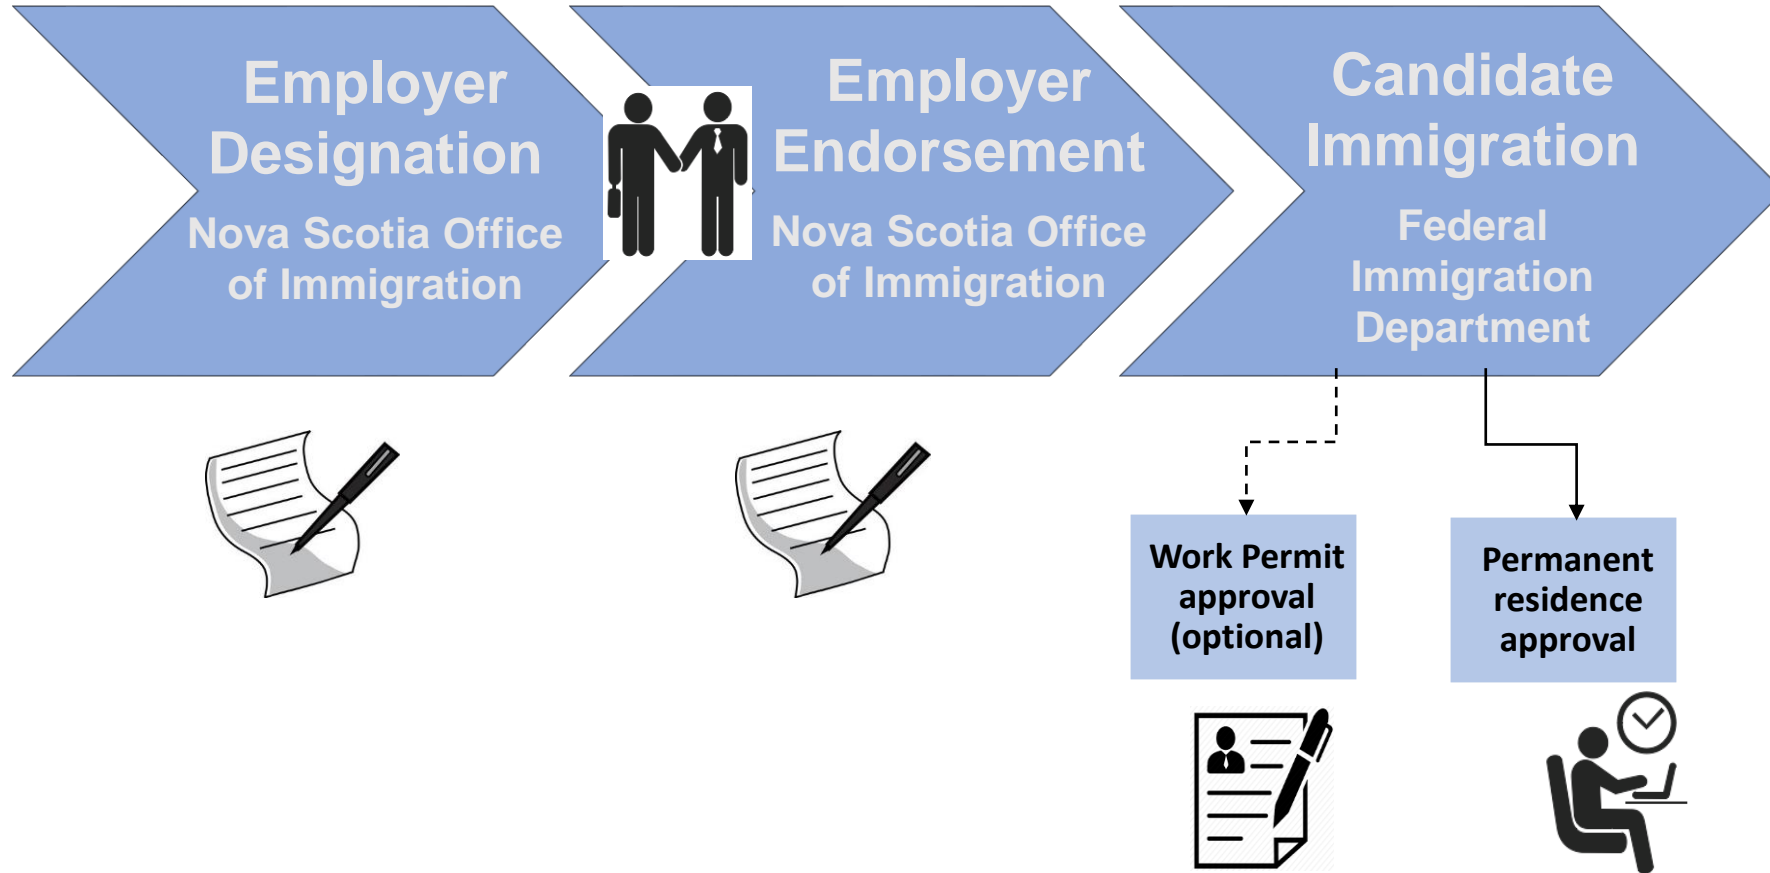 Employer
Designation
Nova Scotia Office
of Immigration
Employer
Endorsement
Nova Scotia Office
of Immigration
Candidate
Immigration
Federal
Immigration
Department
Work Permit
approval
(optional)
Permanent
residence
approval